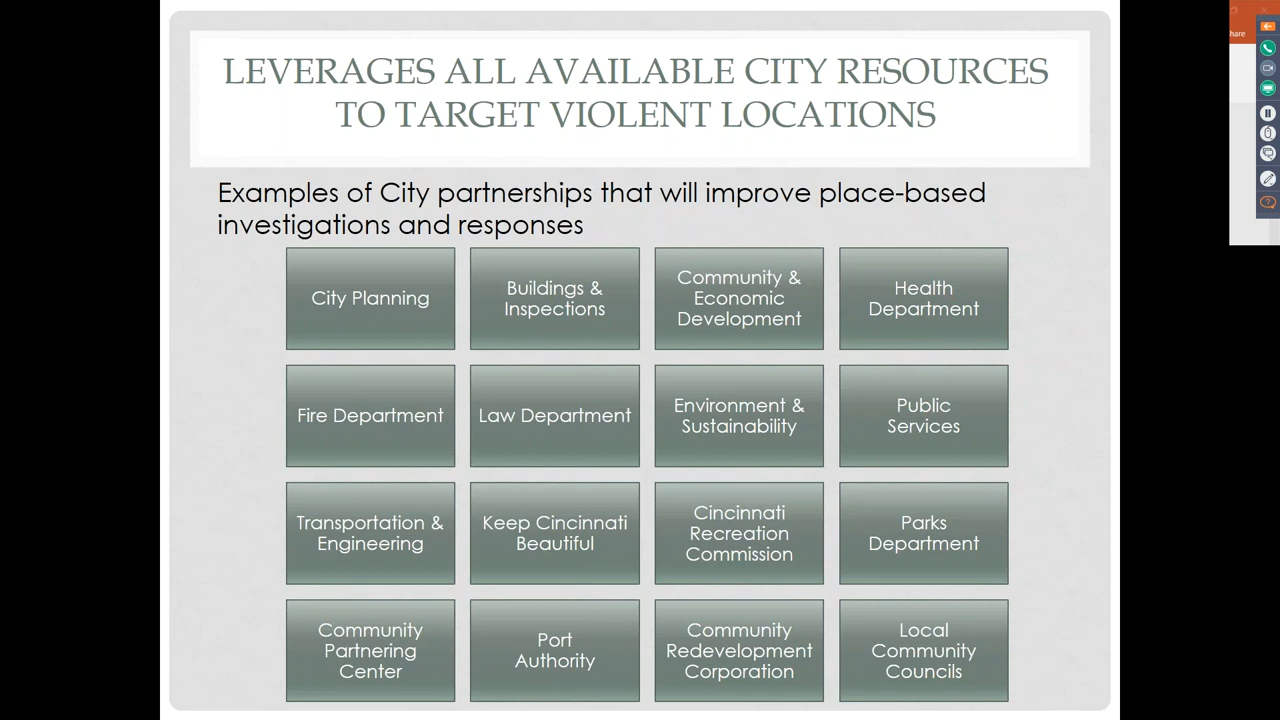 LEVERAGES ALL AVAILABLE CITY RESOURCES
TO TARGET VIOLENT LOCATIONS
Examples of City partnerships that will improve place-based
investigations and responses
City Planning
Buildings &
Inspections
Community &
Economic
Development
Health
Department
Fire Department
Law Department
Environment &
Sustainability
Public
Services
Transportation &
Engineering
Keep Cincinnati
Beautiful
Cincinnati
Recreation
Commission
Parks
Department
Community
Partnering
Center
Port
Authority
Community
Redevelopment
Corporation
Local
Community
Councils